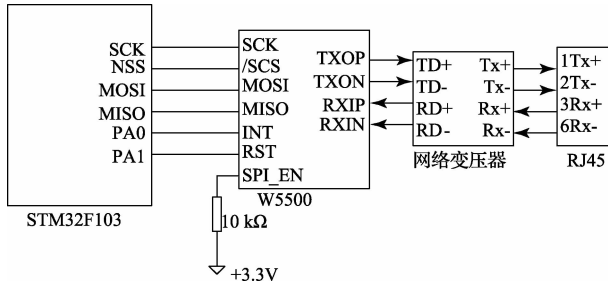 SCK
NSS
MOSI
MISO
PA0
PA1
STM32F103
SCK
/SCS
MOSI
MISO
INT
RST
SPI_EN
TXOP
TXON
RXIP
RXIN
W5500
10 kΩ
+3.3V
TD+
TD-
RD+
RD-
Tx+
Tx-
Rx+
Rx-
网络变压器
1Tx+
2Tx-
3Rx+
6Rx-
RJ45